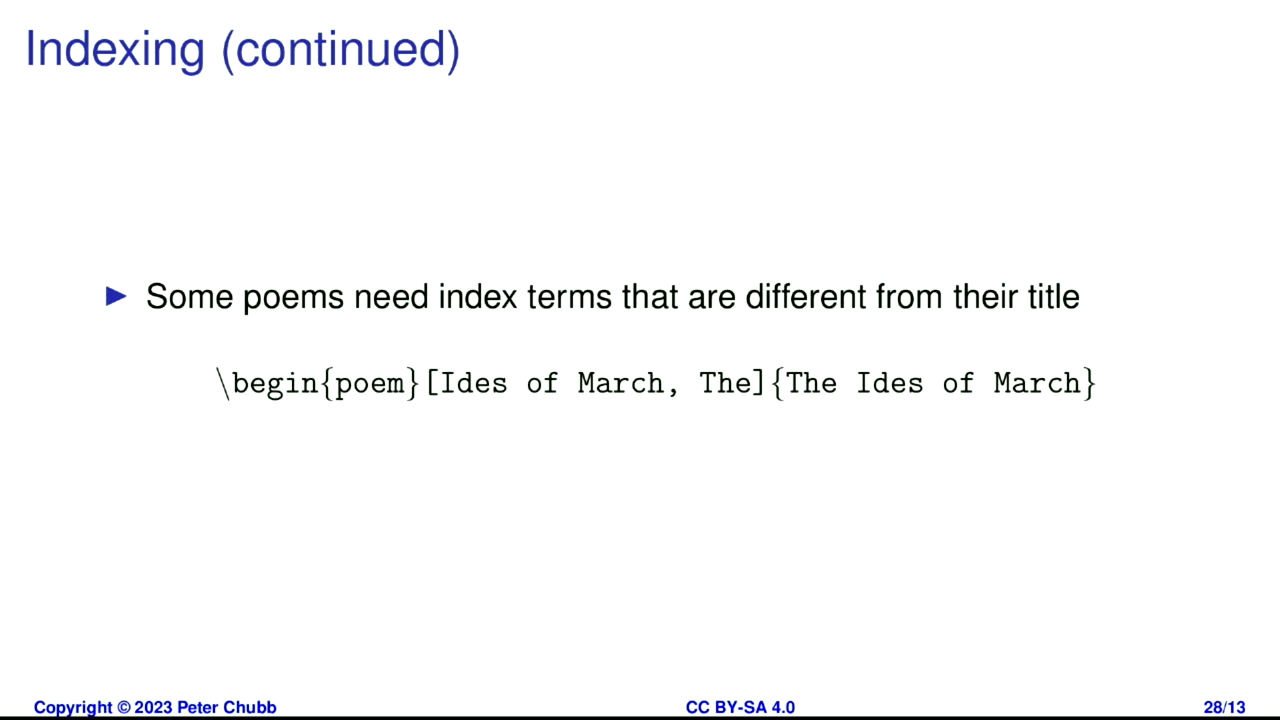 Indexing (continued)
Some poems need index terms that are different from their title
\begin{poem}[Ides of March, The]{The Ides of March}
Copyright © 2023 Peter Chubb
CC BY-SA 4.0
28/13